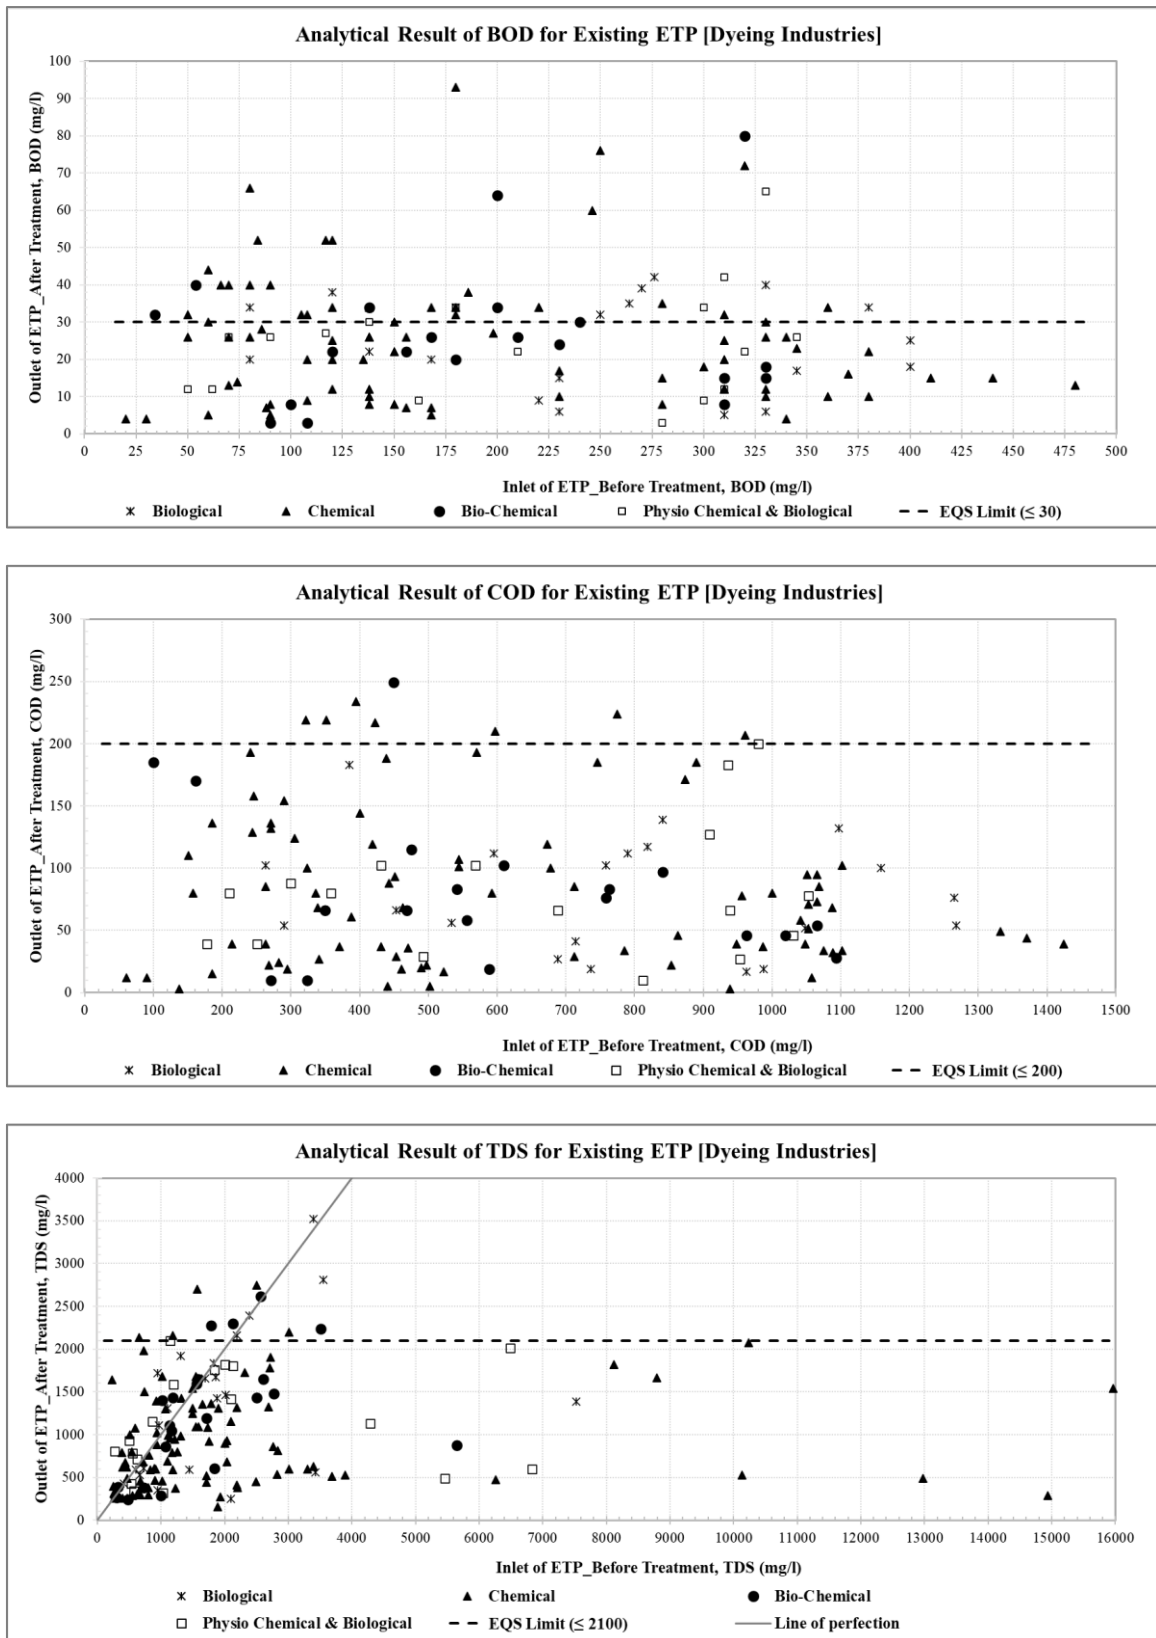 Analytical Result of BOD for Existing ETP [Dyeing Industries]
Outlet of ETP_After Treatment, BOD (mg/l)
100
90
80
70
60
50
40
30
20
10
0
0 25 50 75 100 125 150 175 200 225 250 275 300 325 350 375 400 425 450 475 500
Inlet of ETP_Before Treatment, BOD (mg/l)
Biological Chemical Bio-Chemical Physio Chemical & Biological EQS Limit (≤ 30)
Analytical Result of COD for Existing ETP [Dyeing Industries]
Outlet of ETP_After Treatment, COD (mg/l)
300
250
200
150
100
50
0
0 100 200 300 400 500 600 700 800 900 1000 1100 1200 1300 1400 1500
Inlet of ETP_Before Treatment, COD (mg/l)
Biological Chemical Bio-Chemical Physio Chemical & Biological EQS Limit (≤ 200)
Analytical Result of TDS for Existing ETP [Dyeing Industries]
Outlet of ETP_After Treatment, TDS (mg/l)
4000
3500
3000
2500
2000
1500
1000
500
0
0 1000 2000 3000 4000 5000 6000 7000 8000 9000 10000 11000 12000 13000 14000 15000 16000
Inlet of ETP_Before Treatment, TDS (mg/l)
Biological Chemical Bio-Chemical
Physio Chemical & Biological EQS Limit (≤ 2100) Line of perfection